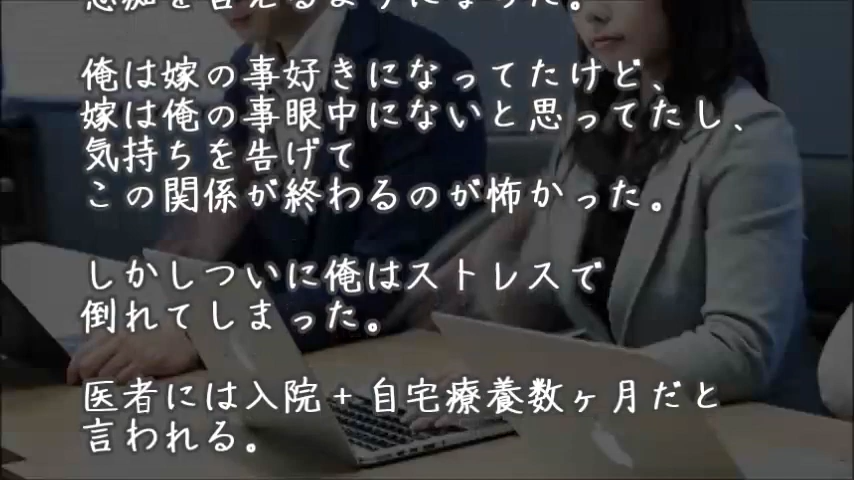 愚痴を言えるようになった。
俺は嫁の事好きになってたけど、
嫁は俺の事眼中にないと思ってたし、
気持ちを告げて
この関係が終わるのが怖かった。
しかしついに俺はストレスで
倒れてしまった。
医者には入院＋自宅療養数ヶ月だと
言われる。